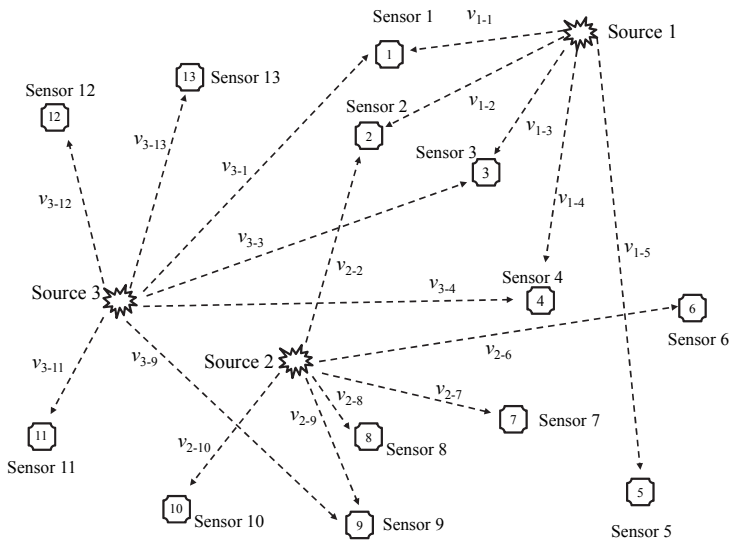 Sensor 1
v1-1
Source 1
1
13
Sensor 13
Sensor 12
12
Sensor 2
v1-2
2
v1-3
v3-13
Sensor 3
v3-1
3
v3-12
v1-4
v3-3
v1-5
v2-2
Sensor 4
v3-4
Source 3
4
6
Sensor 6
v3-11
v3-9
Source 2
v2-6
v2-7
v2-8
v2-9
7
Sensor 7
11
8
v2-10
Sensor 8
Sensor 11
5
10
Sensor 10
9
Sensor 9
Sensor 5